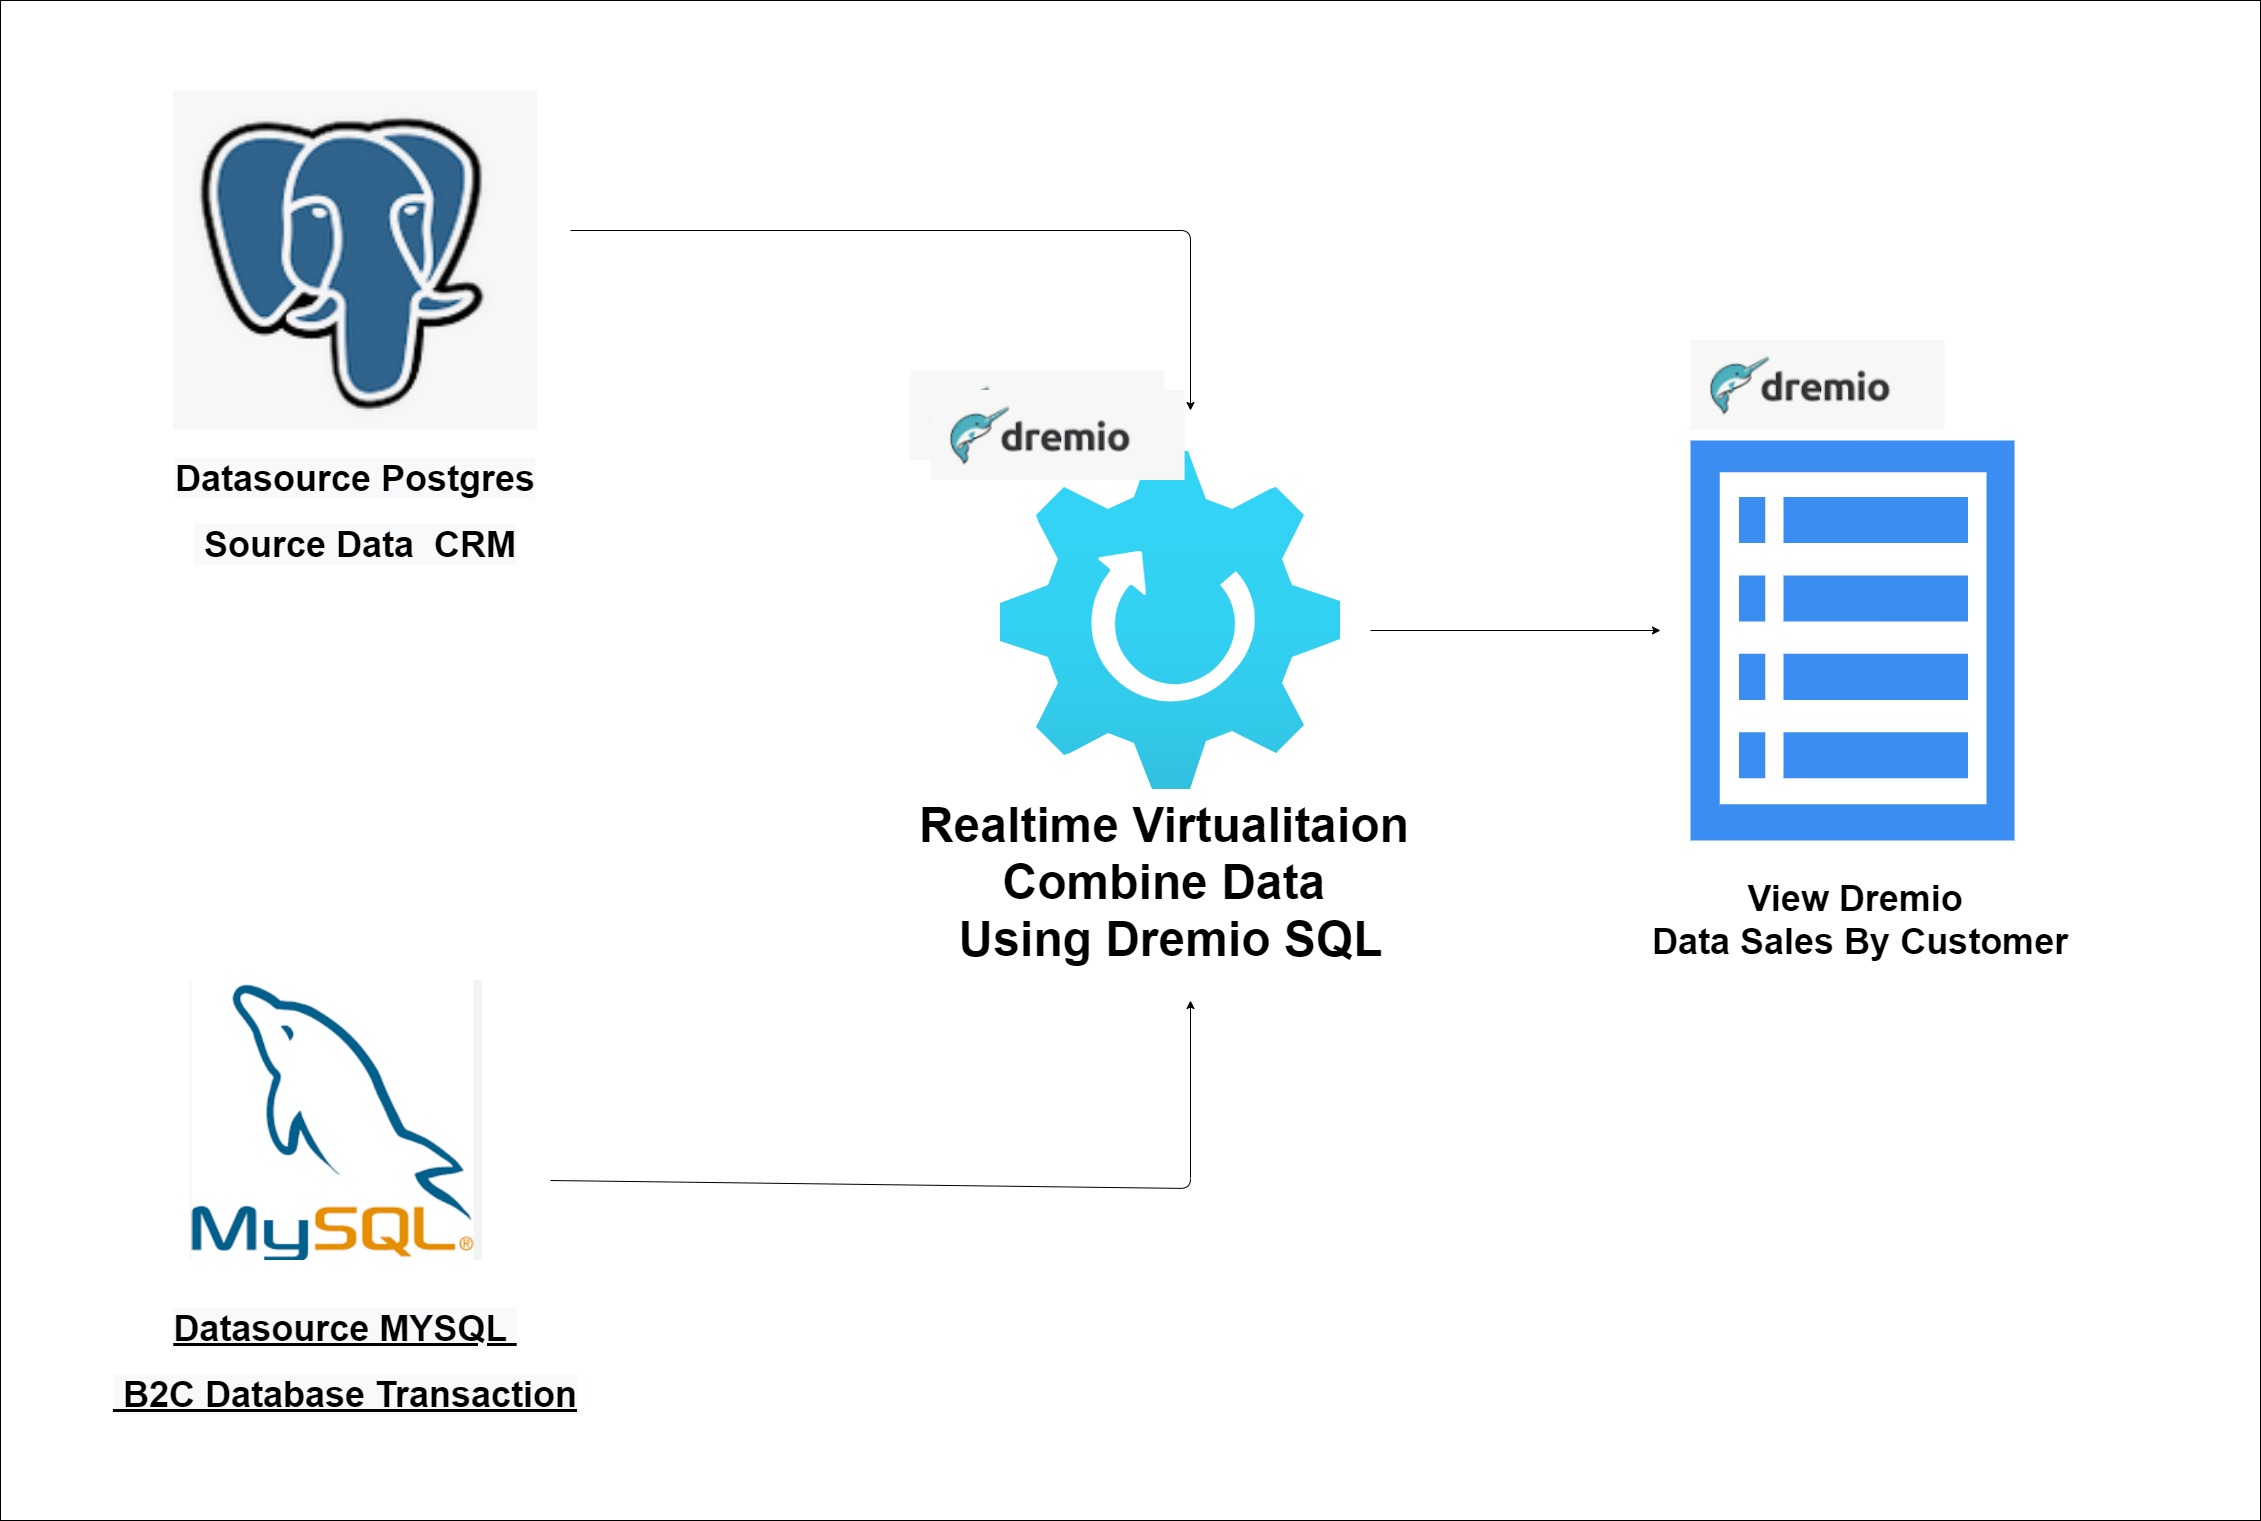 Datasource Postgres
Source Data CRM
dremio
Realtime Virtualitaion
Combine Data
Using Dremio SQL
dremio
View Dremio
Data Sales By Customer
MySQL®
Datasource MYSQL
B2C Database Transaction